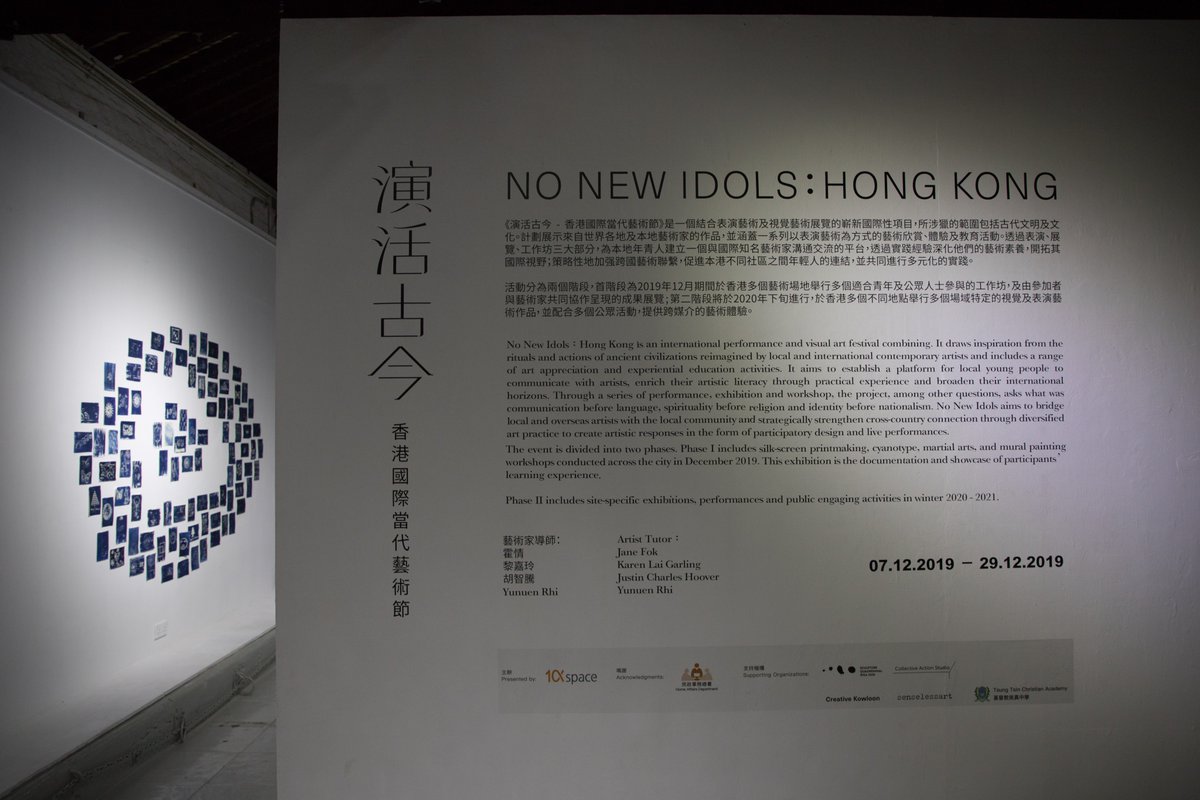 演活古今
香港國際當代藝術節
NO NEW IDOLS：HONG KONG
《演活古今 - 香港國際當代藝術節》是一個結合表演藝術及視覺藝術展覽的嶄新國際性項目，所涉獵的範圍包括古代文明及文
化。計劃展示來自世界各地及本地藝術家的作品，並涵蓋一系列以表演藝術為方式的藝術欣賞、體驗及教育活動。透過表演、展
覽、工作坊三大部分，為本地年青人建立一個與國際知名藝術家溝通交流的平台，透過實踐經驗深化他們的藝術素養，開拓其
國際視野；策略性地加強跨國藝術聯繫，促進本港不同社區之間年輕人的連結，並共同進行多元化的實踐。
活動分為兩個階段，首階段為2019年12月期間於香港多個藝術場地舉行多個適合青年及公眾人士參與的工作坊，及由參加者
與藝術家共同協作呈現的成果展覽；第二階段將於2020年下旬進行，於香港多個不同地點舉行多個場域特定的視覺及表演藝
術作品，並配合多個公眾活動，提供跨媒介的藝術體驗。
No New Idols：Hong Kong is an international performance and visual art festival combining. It draws inspiration from the
rituals and actions of ancient civilizations reimagined by local and international contemporary artists and includes a range
of art appreciation and experiential education activities. It aims to establish a platform for local young people to
communicate with artists, enrich their artistic literacy through practical experience and broaden their international
horizons. Through a series of performance, exhibition and workshop, the project, among other questions, asks what was
communication before language, spirituality before religion and identity before nationalism. No New Idols aims to bridge
local and overseas artists with the local community and strategically strengthen cross-country connection through diversified
art practice to create artistic responses in the form of participatory design and live performances.
The event is divided into two phases. Phase I includes silk-screen printmaking, cyanotype, martial arts, and mural painting
workshops conducted across the city in December 2019. This exhibition is the documentation and showcase of participants’
learning experience.
Phase II includes site-specific exhibitions, performances and public engaging activities in winter 2020 - 2021.
藝術家導師：
霍情
黎嘉玲
胡智騰
Yunuen Rhi
Artist Tutor：
Jane Fok
Karen Lai Garling
Justin Charles Hoover
Yunuen Rhi
07.12.2019 – 29.12.2019
主辦
Presented by:
10αspace
鳴謝
Acknowledgments:
民政事務總署
Home Affairs Department
支持機構
Supporting Organizations:
Collective Action Studio
Creative Kowloon
senselessart
Tsung Tsin Christian Academy
基督教崇真中學